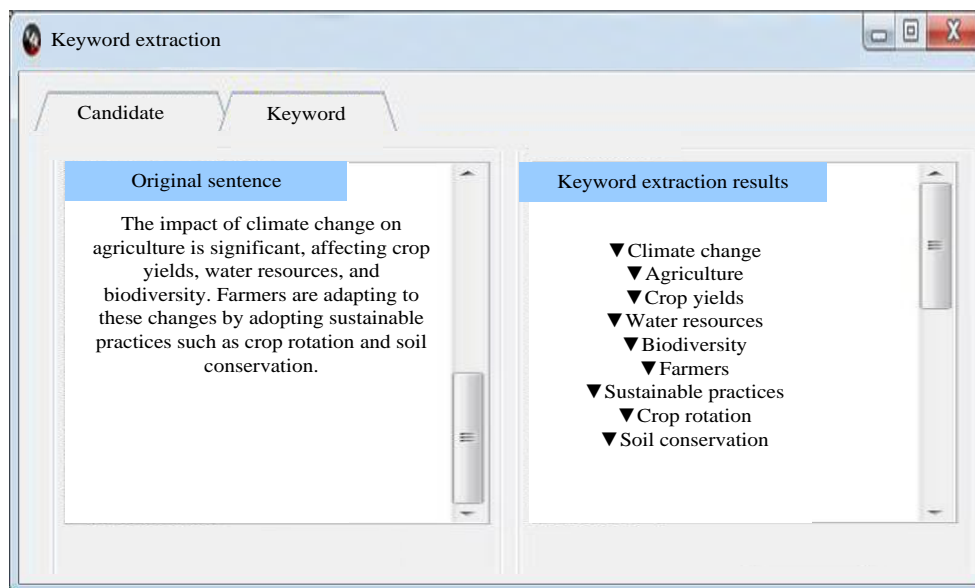 Keyword extraction
Candidate
Keyword
Original sentence
The impact of climate change on
agriculture is significant, affecting crop
yields, water resources, and
biodiversity. Farmers are adapting to
these changes by adopting sustainable
practices such as crop rotation and soil
conservation.
Keyword extraction results
▼Climate change
▼Agriculture
▼Crop yields
▼Water resources
▼Biodiversity
▼Farmers
▼Sustainable practices
▼Crop rotation
▼Soil conservation